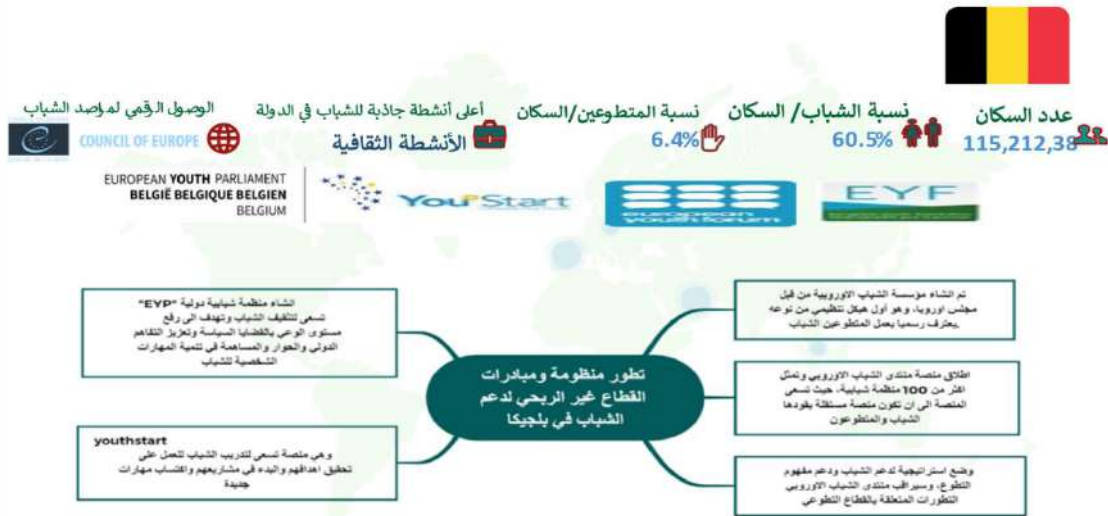 عدد السكان
115,212,38
نسبة الشباب/ السكان
60.5%
نسبة المتطوعين/السكان
6.4%
أعلى أنشطة جاذبة للشباب في الدولة
الأنشطة الثقافية
الوصول الرقمي لمراصد الشباب
COUNCIL OF EUROPE
EYF
european
youth forum
You Start
EUROPEAN YOUTH PARLIAMENT
BELGIË BELGIQUE BELGIEN
BELGIUM
تم انشاء مؤسسة الشباب الاوروبية من قبل
مجلس اوروبا، وهو أول هيكل تنظيمي من نوعه
يعترف رسميا بعمل المتطوعين الشباب.
اطلاق منصة منتدى الشباب الاوروبي وتمثل
اكثر من 100 منظمة شبابية، حيث تسعى
المنصة الى ان تكون منصة مستقلة يقودها
الشباب والمتطوعون
وضع استراتيجية لدعم الشباب ودعم مفهوم
التطوع، وسيراقب منتدى الشباب الاوروبي
التطورات المتعلقة بالقطاع التطوعي
تطور منظومة ومبادرات
القطاع غير الربحي لدعم
الشباب في بلجيكا
انشاء منظمة شبابية دولية "EYP"
تسعى لتثقيف الشباب وتهدف الى رفع
مستوى الوعي بالقضايا السياسة وتعزيز التفاهم
الدولي والحوار والمساهمة في تنمية المهارات
الشخصية للشباب
youthstart
وهي منصة تسعى لتدريب الشباب للعمل على
تحقيق اهدافهم والبدء في مشاريعهم واكتساب مهارات
جديدة